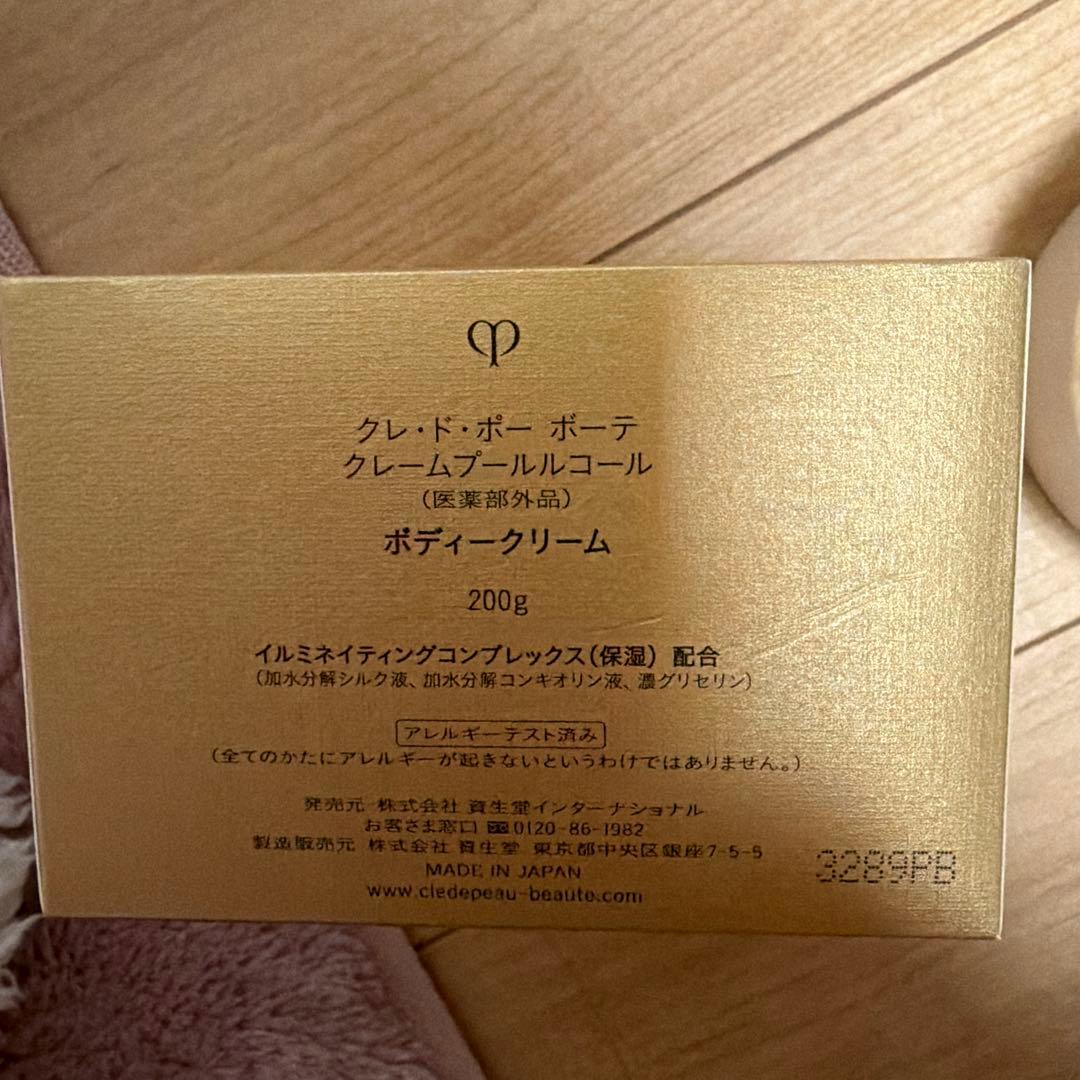 クレ・ド・ポー ボーテ
クレームプールルコール
（医薬部外品）
ボディークリーム
200g
イルミネイティングコンプレックス（保湿） 配合
（加水分解シルク液、加水分解コンキオリン液、濃グリセリン）
アレルギーテスト済み
（全てのかたにアレルギーが起きないというわけではありません。）
発売元 株式会社 資生堂インターナショナル
お客さま窓口 0120-86-1982
製造販売元 株式会社 資生堂 東京都中央区銀座7-5-5
3289PB
MADE IN JAPAN
www.cledepeau-beaute.com